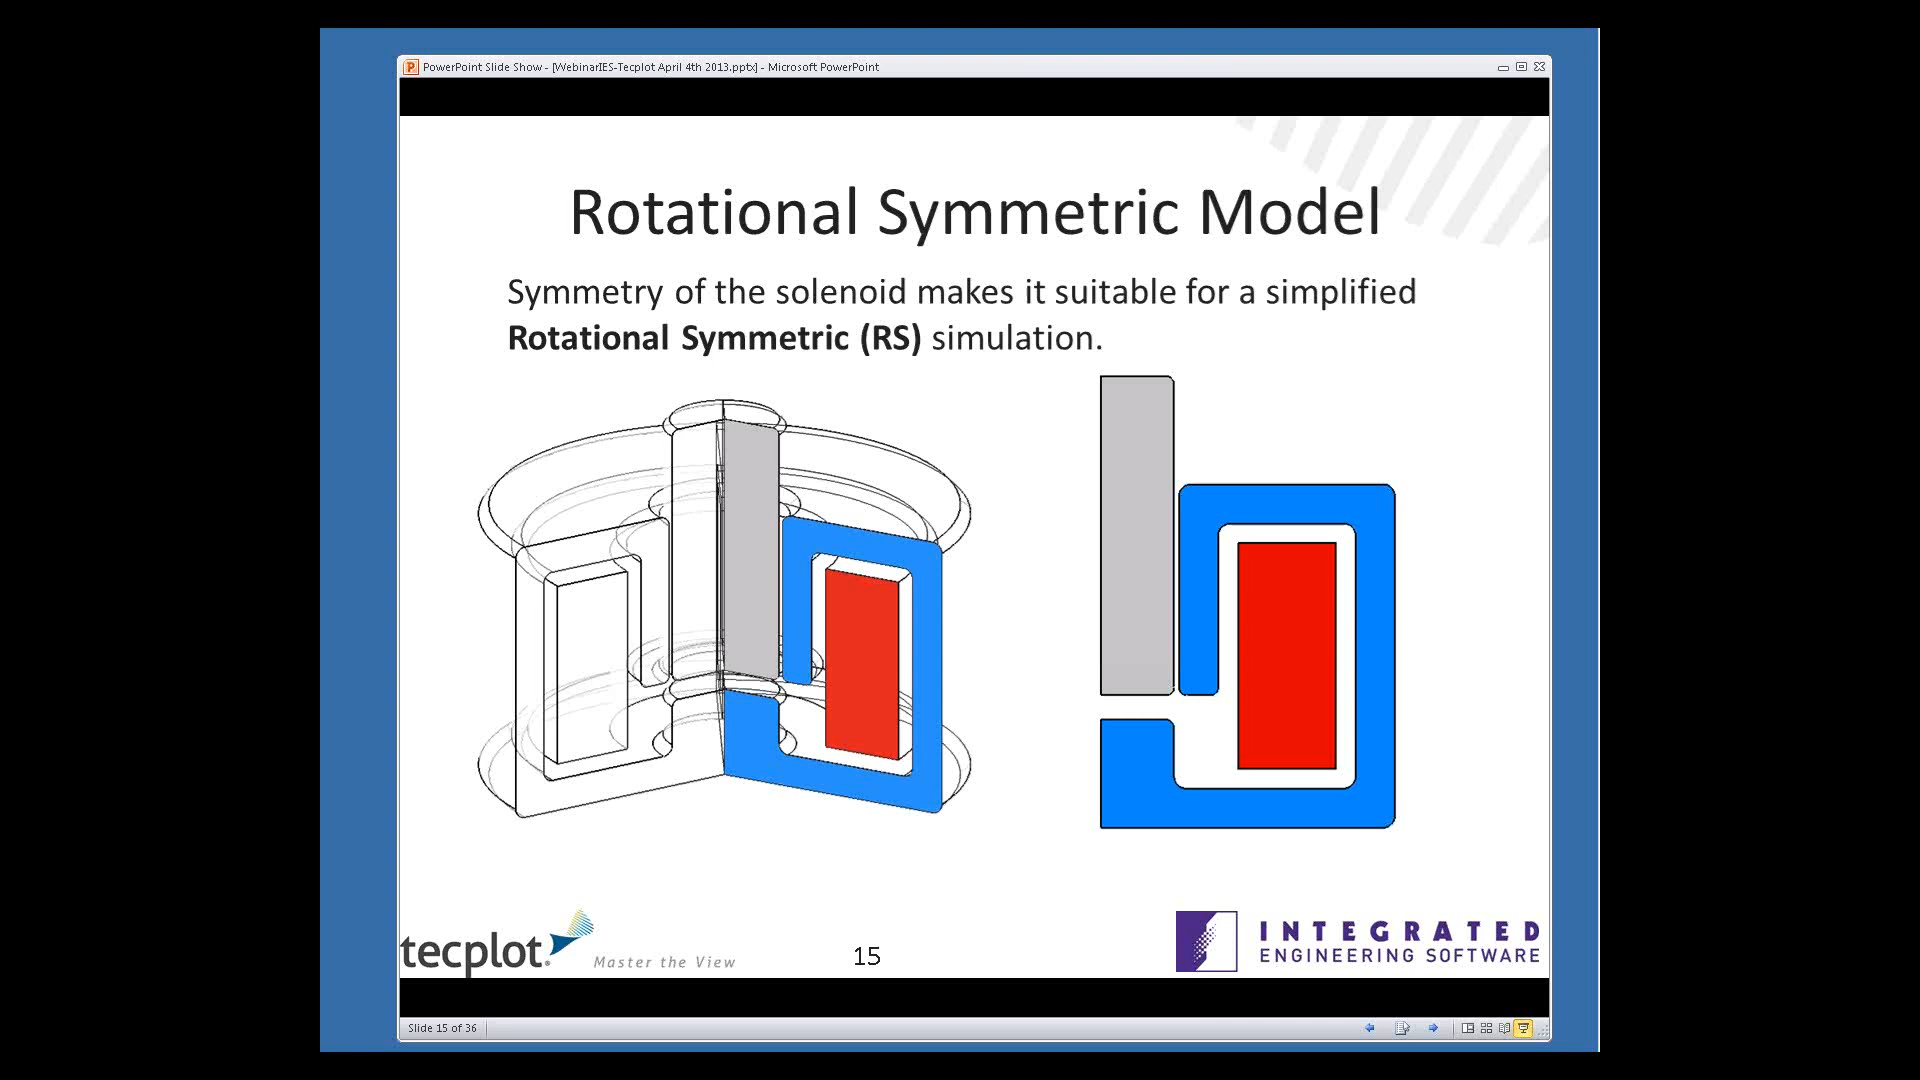 PowerPoint Slide Show - [WebinarIES-Tecplot April 4th 2013.pptx] - Microsoft PowerPoint
Rotational Symmetric Model
Symmetry of the solenoid makes it suitable for a simplified
Rotational Symmetric (RS) simulation.
tecplot.
Master the View
15
INTEGRATED
ENGINEERING SOFTWARE
Slide 15 of 36